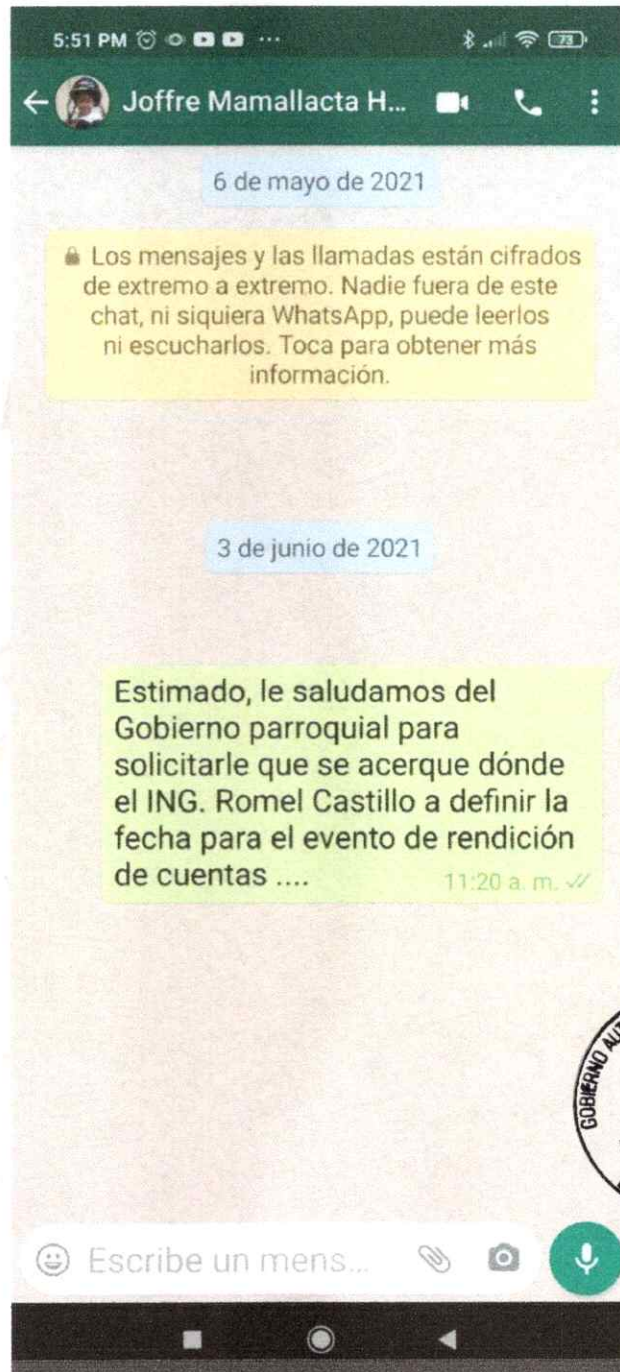 5:51 PM ... 73
Joffre Mamallacta H...
6 de mayo de 2021
Los mensajes y las llamadas están cifrados
de extremo a extremo. Nadie fuera de este
chat, ni siquiera WhatsApp, puede leerlos
ni escucharlos. Toca para obtener más
información.
3 de junio de 2021
Estimado, le saludamos del
Gobierno parroquial para
solicitarle que se acerque dónde
el ING. Romel Castillo a definir la
fecha para el evento de rendición
de cuentas ....
11:20 a. m.
GOBIERNO
Escribe un mens...